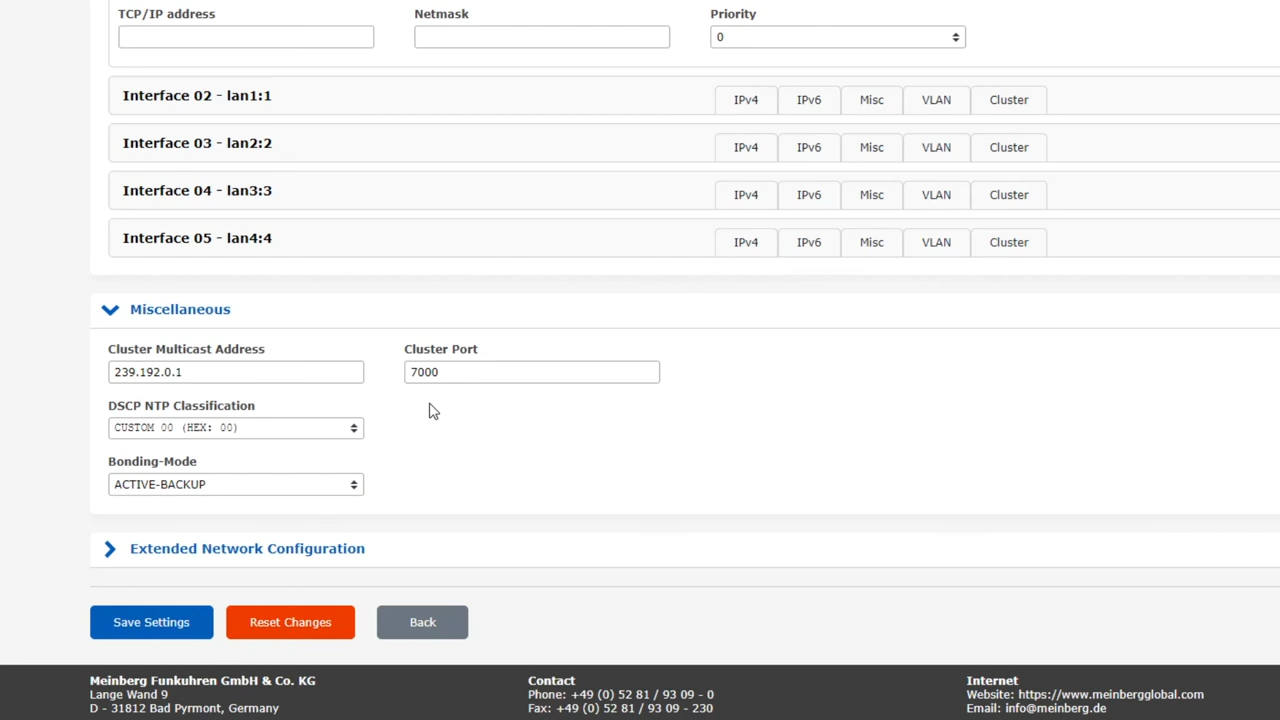 TCP/IP address Netmask Priority
0
Interface 02 - lan1:1 IPv4 IPv6 Misc VLAN Cluster
Interface 03 - lan2:2 IPv4 IPv6 Misc VLAN Cluster
Interface 04 - lan3:3 IPv4 IPv6 Misc VLAN Cluster
Interface 05 - lan4:4 IPv4 IPv6 Misc VLAN Cluster
Miscellaneous
Cluster Multicast Address Cluster Port
239.192.0.1 7000
DSCP NTP Classification
CUSTOM 00 (HEX: 00)
Bonding-Mode
ACTIVE-BACKUP
Extended Network Configuration
Save Settings Reset Changes Back
Meinberg Funkuhren GmbH & Co. KG Contact Internet
Lange Wand 9 Phone: +49 (0) 52 81 / 93 09 - 0 Website: https://www.meinbergglobal.com
D - 31812 Bad Pyrmont, Germany Fax: +49 (0) 52 81 / 93 09 - 230 Email: info@meinberg.de